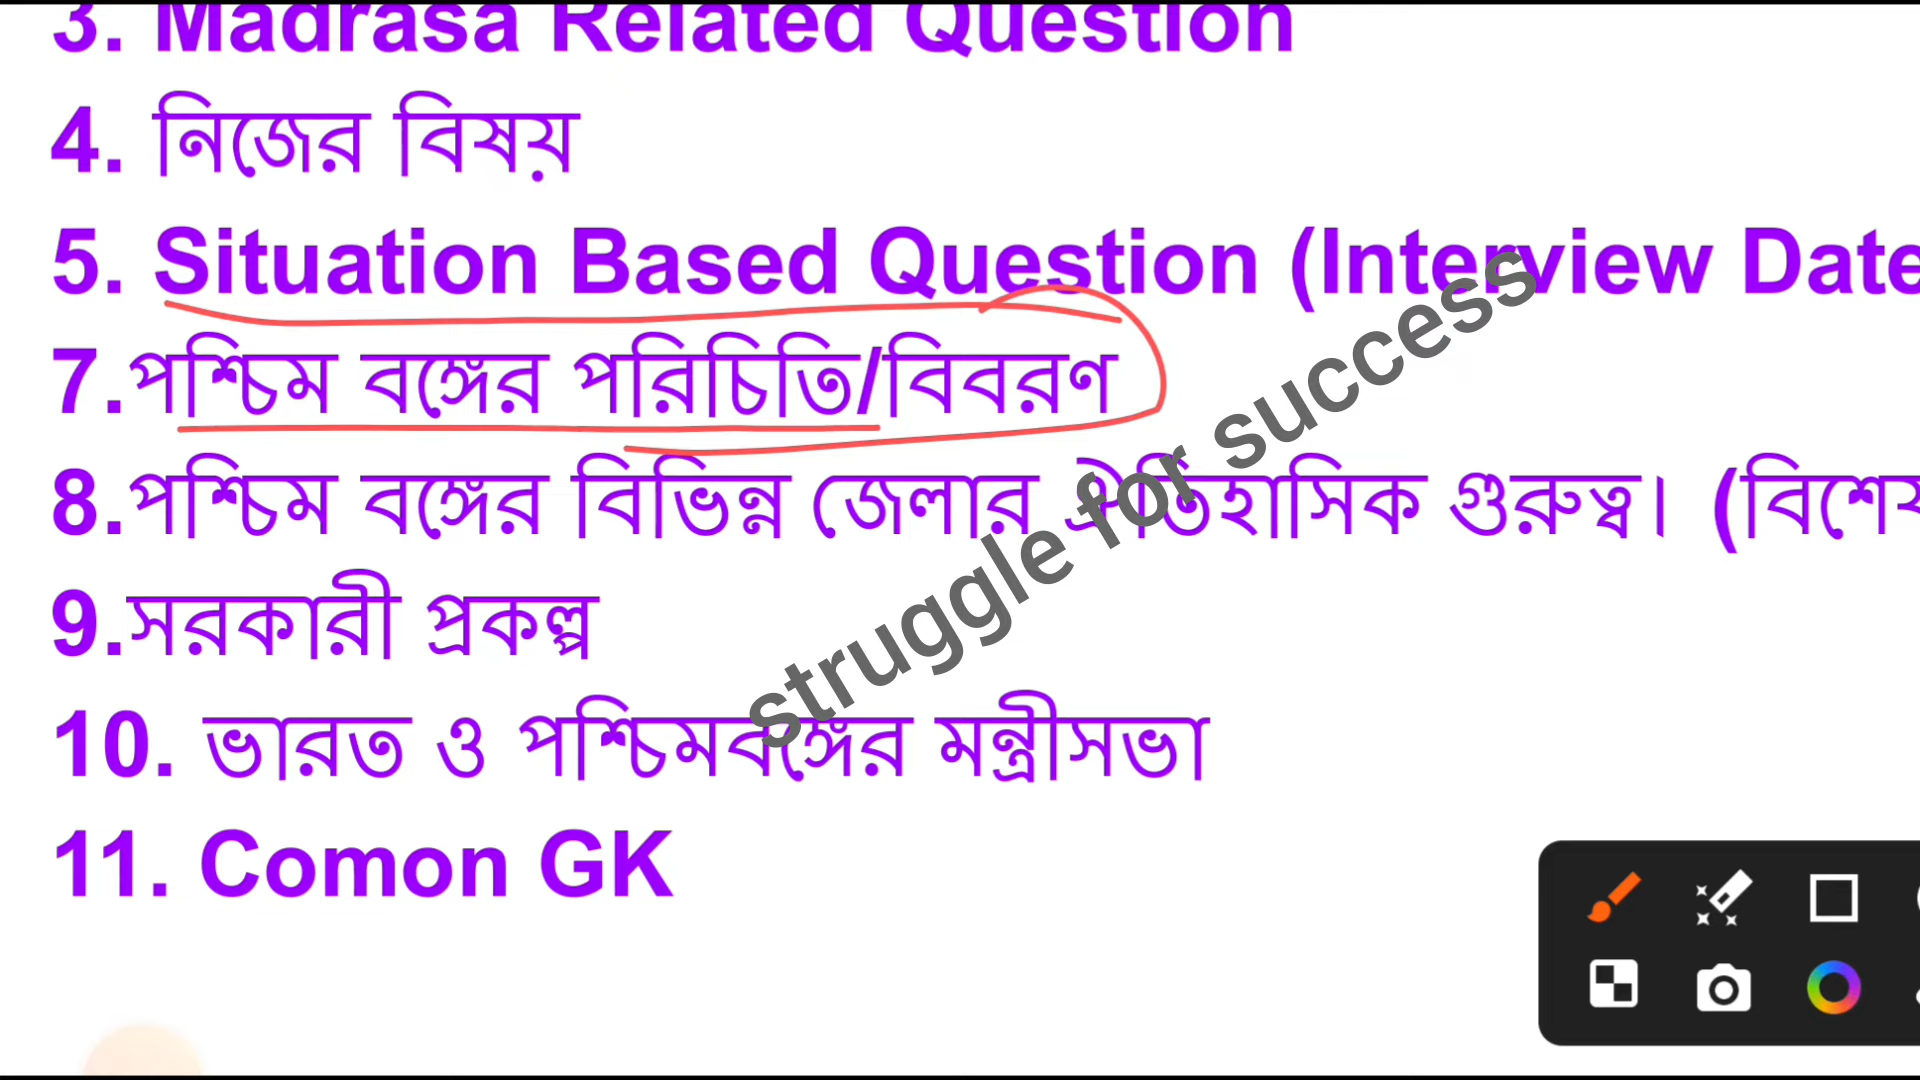 3. Madrasa Related Question
4. নিজের বিষয়
5. Situation Based Question (Interview Date
7.পশ্চিম বঙ্গের পরিচিতি/বিবরণ
8.পশ্চিম বঙ্গের বিভিন্ন জেলার ঐতিহাসিক গুরুত্ব। (
9.সরকারী প্রকল্প
10. ভারত ও পশ্চিমবঙ্গের মন্ত্রীসভা
11. Comon GK
struggle for success